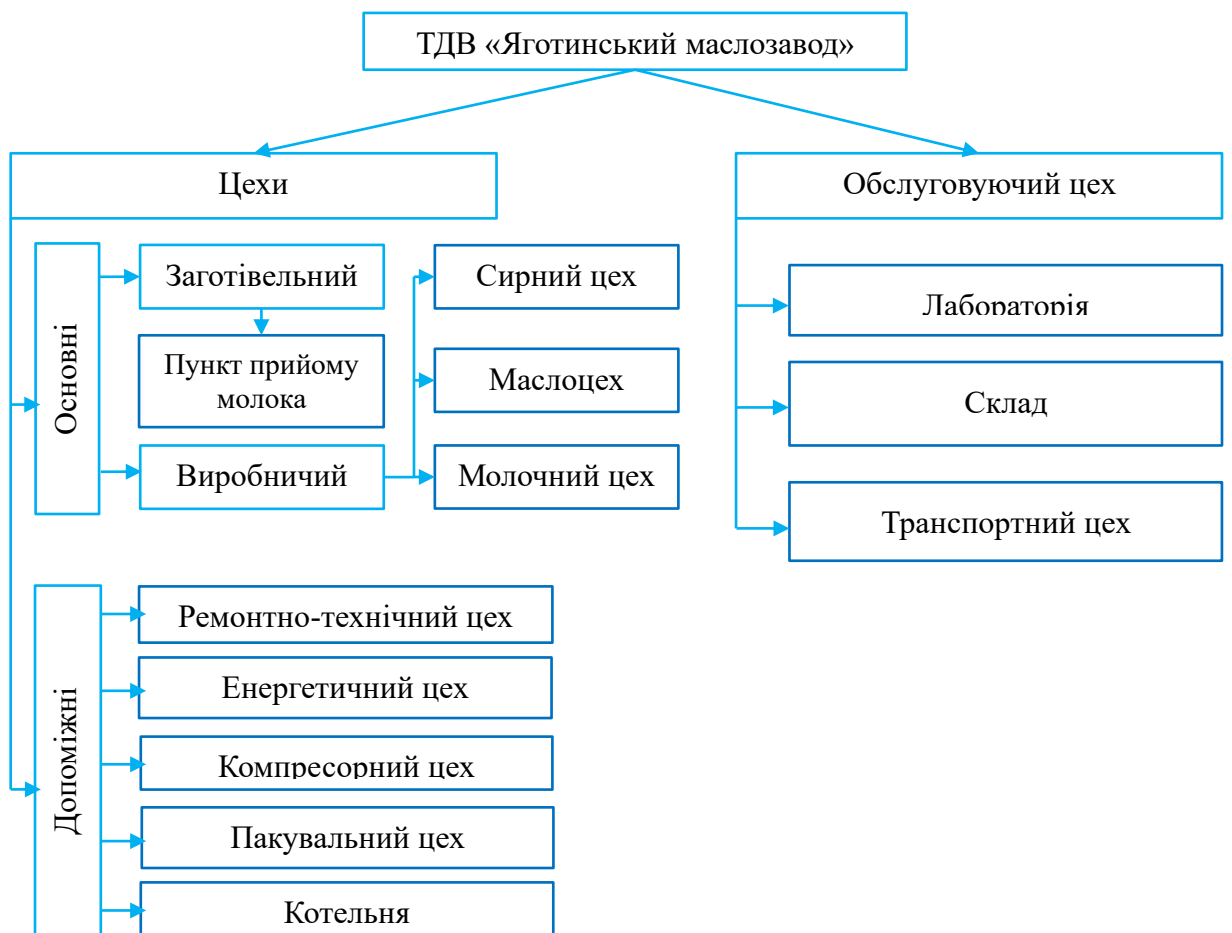 ТДВ «Яготинський маслозавод»
Цехи
Обслуговуючий цех
Основні
Заготівельний
Пункт прийому
молока
Виробничий
Сирний цех
Маслоцех
Молочний цех
Лабораторія
Склад
Транспортний цех
Допоміжні
Ремонтно-технічний цех
Енергетичний цех
Компресорний цех
Пакувальний цех
Котельня